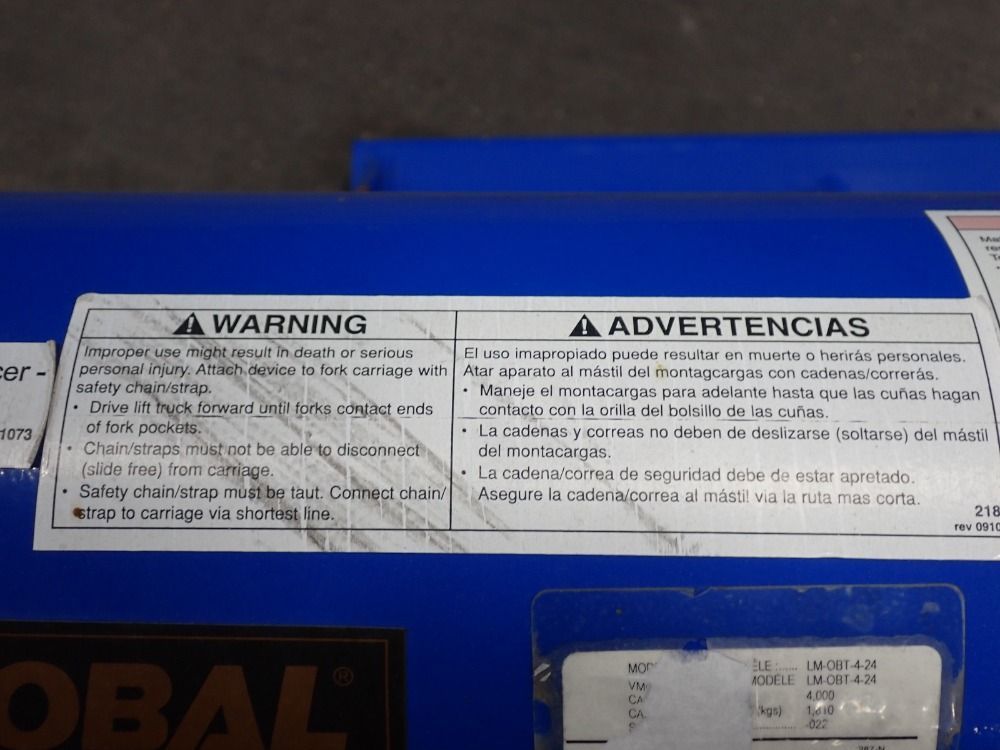 WARNING
Improper use might result in death or serious
personal injury. Attach device to fork carriage with
safety chain/strap.
• Drive lift truck forward until forks contact ends
of fork pockets.
• Chain/straps must not be able to disconnect
(slide free) from carriage.
• Safety chain/strap must be taut. Connect chain/
strap to carriage via shortest line.
ADVERTENCIAS
El uso imapropiado puede resultar en muerte o herirás personales.
Atar aparato al mástil del montagcargas con cadenas/correrás.
• Maneje el montacargas para adelante hasta que las cuñas hagan
contacto con la orilla del bolsillo de las cuñas.
• La cadenas y correas no deben de deslizarse (soltarse) del mástil
del montacargas.
• La cadena/correa de seguridad debe de estar apretado.
Asegure la cadena/correa al mástil via la ruta mas corta.
218
rev 0910
cer -
1073
OBAL®
LM-OBT-4-24
MODÈLE LM-OBT-4-24
4,000
(kgs) 1,810
-022